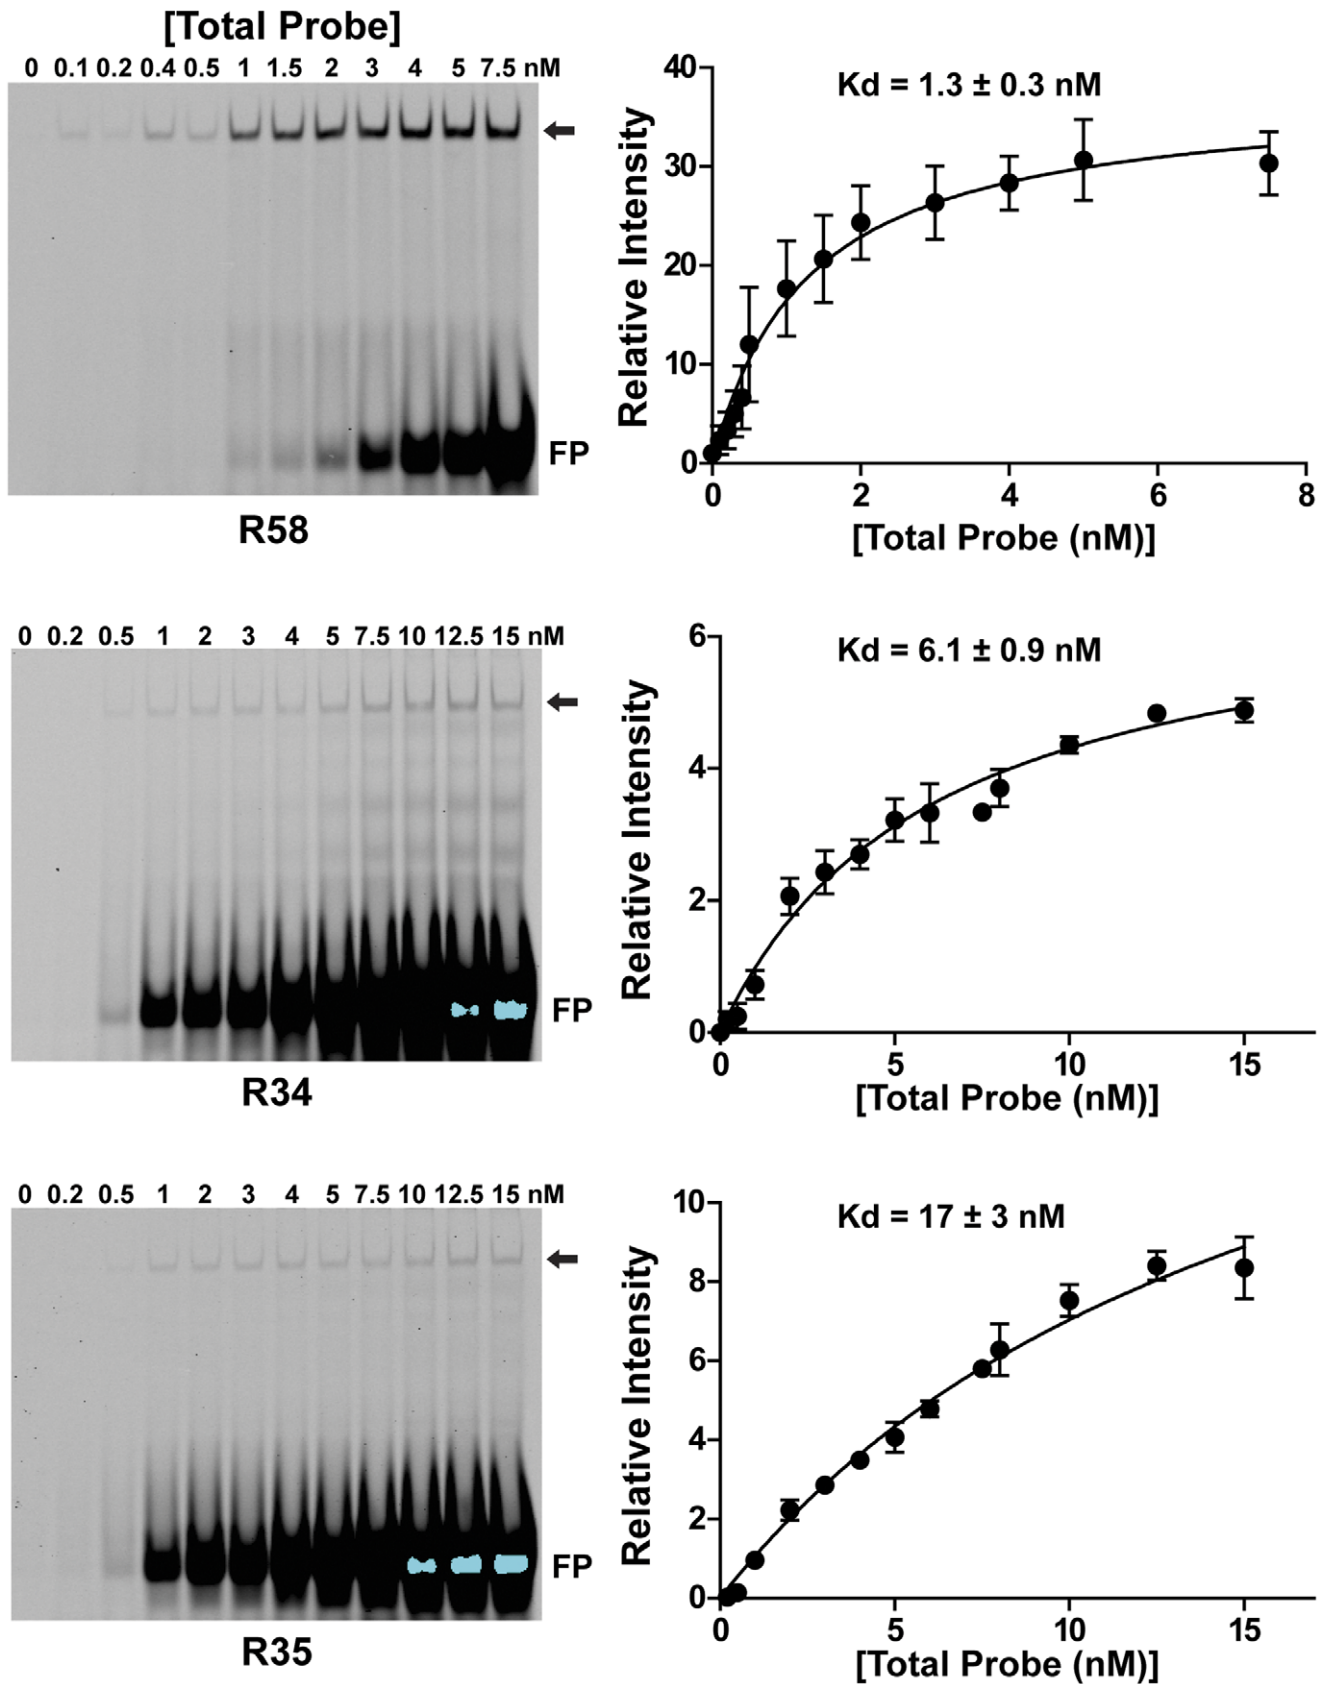 [Total Probe]
0 0.1 0.2 0.4 0.5 1 1.5 2 3 4 5 7.5 nM
FP
R58
Kd = 1.3 ± 0.3 nM
Relative Intensity
40
30
20
10
0
0 2 4 6 8
[Total Probe (nM)]
0 0.2 0.5 1 2 3 4 5 7.5 10 12.5 15 nM
FP
R34
Kd = 6.1 ± 0.9 nM
Relative Intensity
6
4
2
0
0 5 10 15
[Total Probe (nM)]
0 0.2 0.5 1 2 3 4 5 7.5 10 12.5 15 nM
FP
R35
Kd = 17 ± 3 nM
Relative Intensity
10
8
6
4
2
0
0 5 10 15
[Total Probe (nM)]